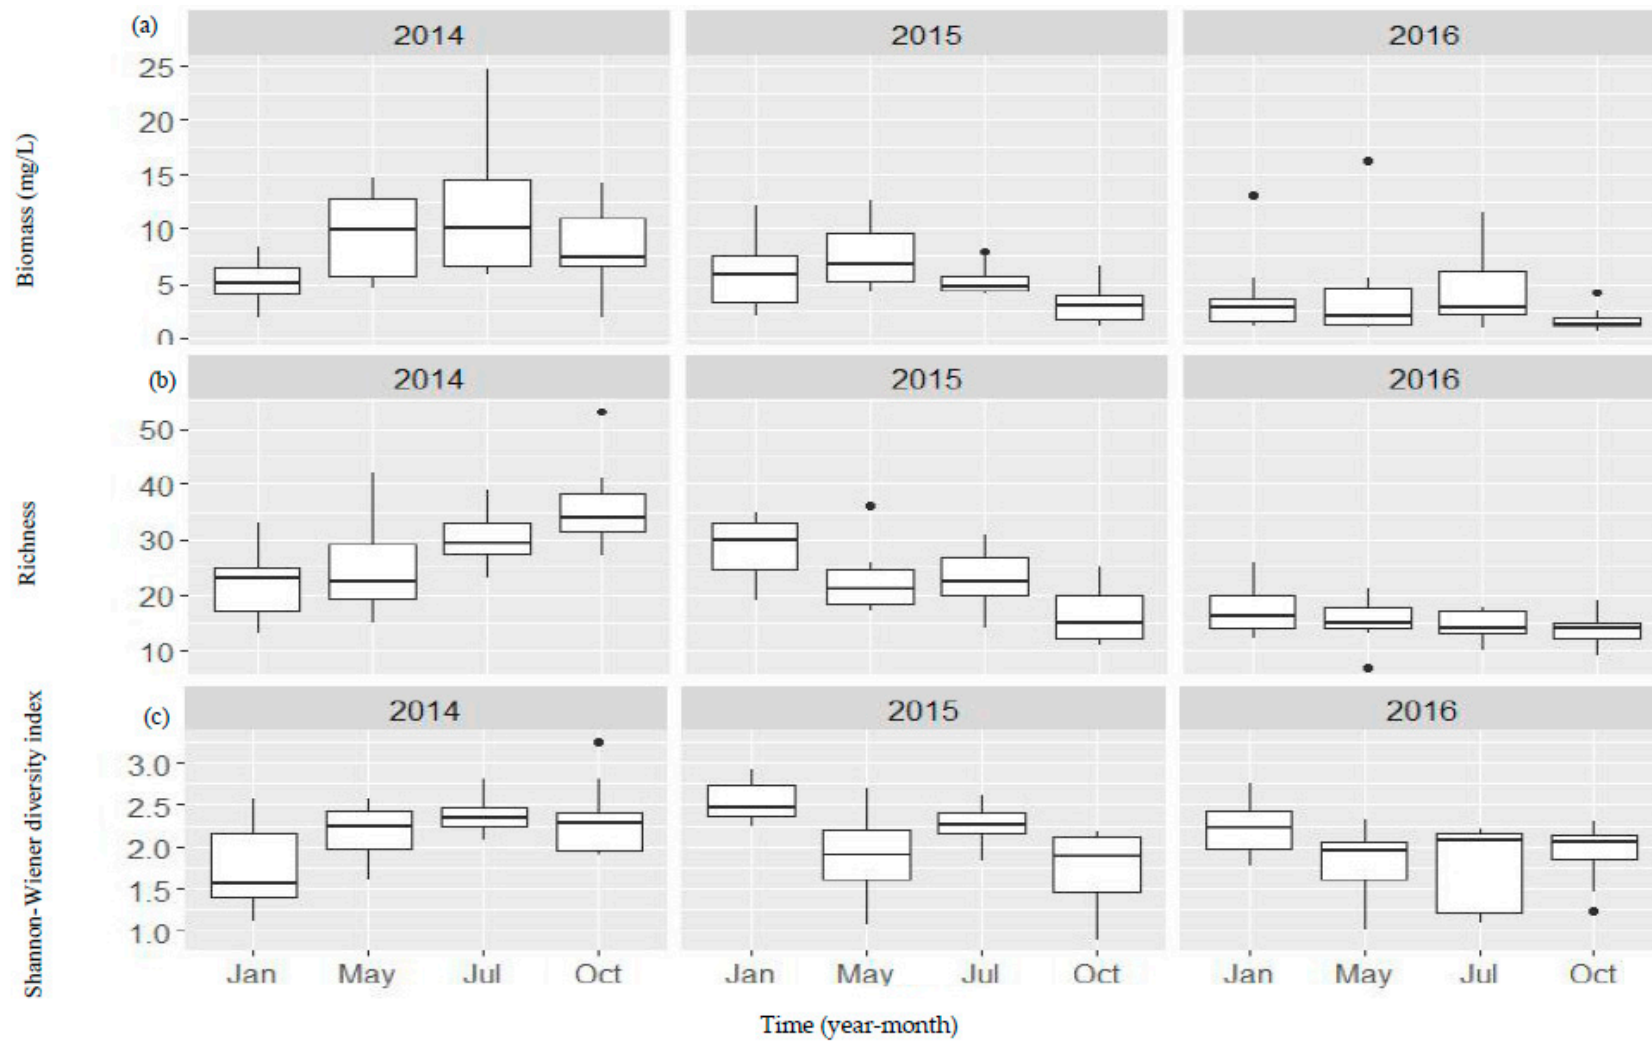 (a)
2014 2015 2016
Biomass (mg/L)
25
20
15
10
5
0
(b)
2014 2015 2016
Richness
50
40
30
20
10
(c)
2014 2015 2016
Shannon-Wiener diversity index
3.0
2.5
2.0
1.5
1.0
Jan May Jul Oct Jan May Jul Oct Jan May Jul Oct
Time (year-month)